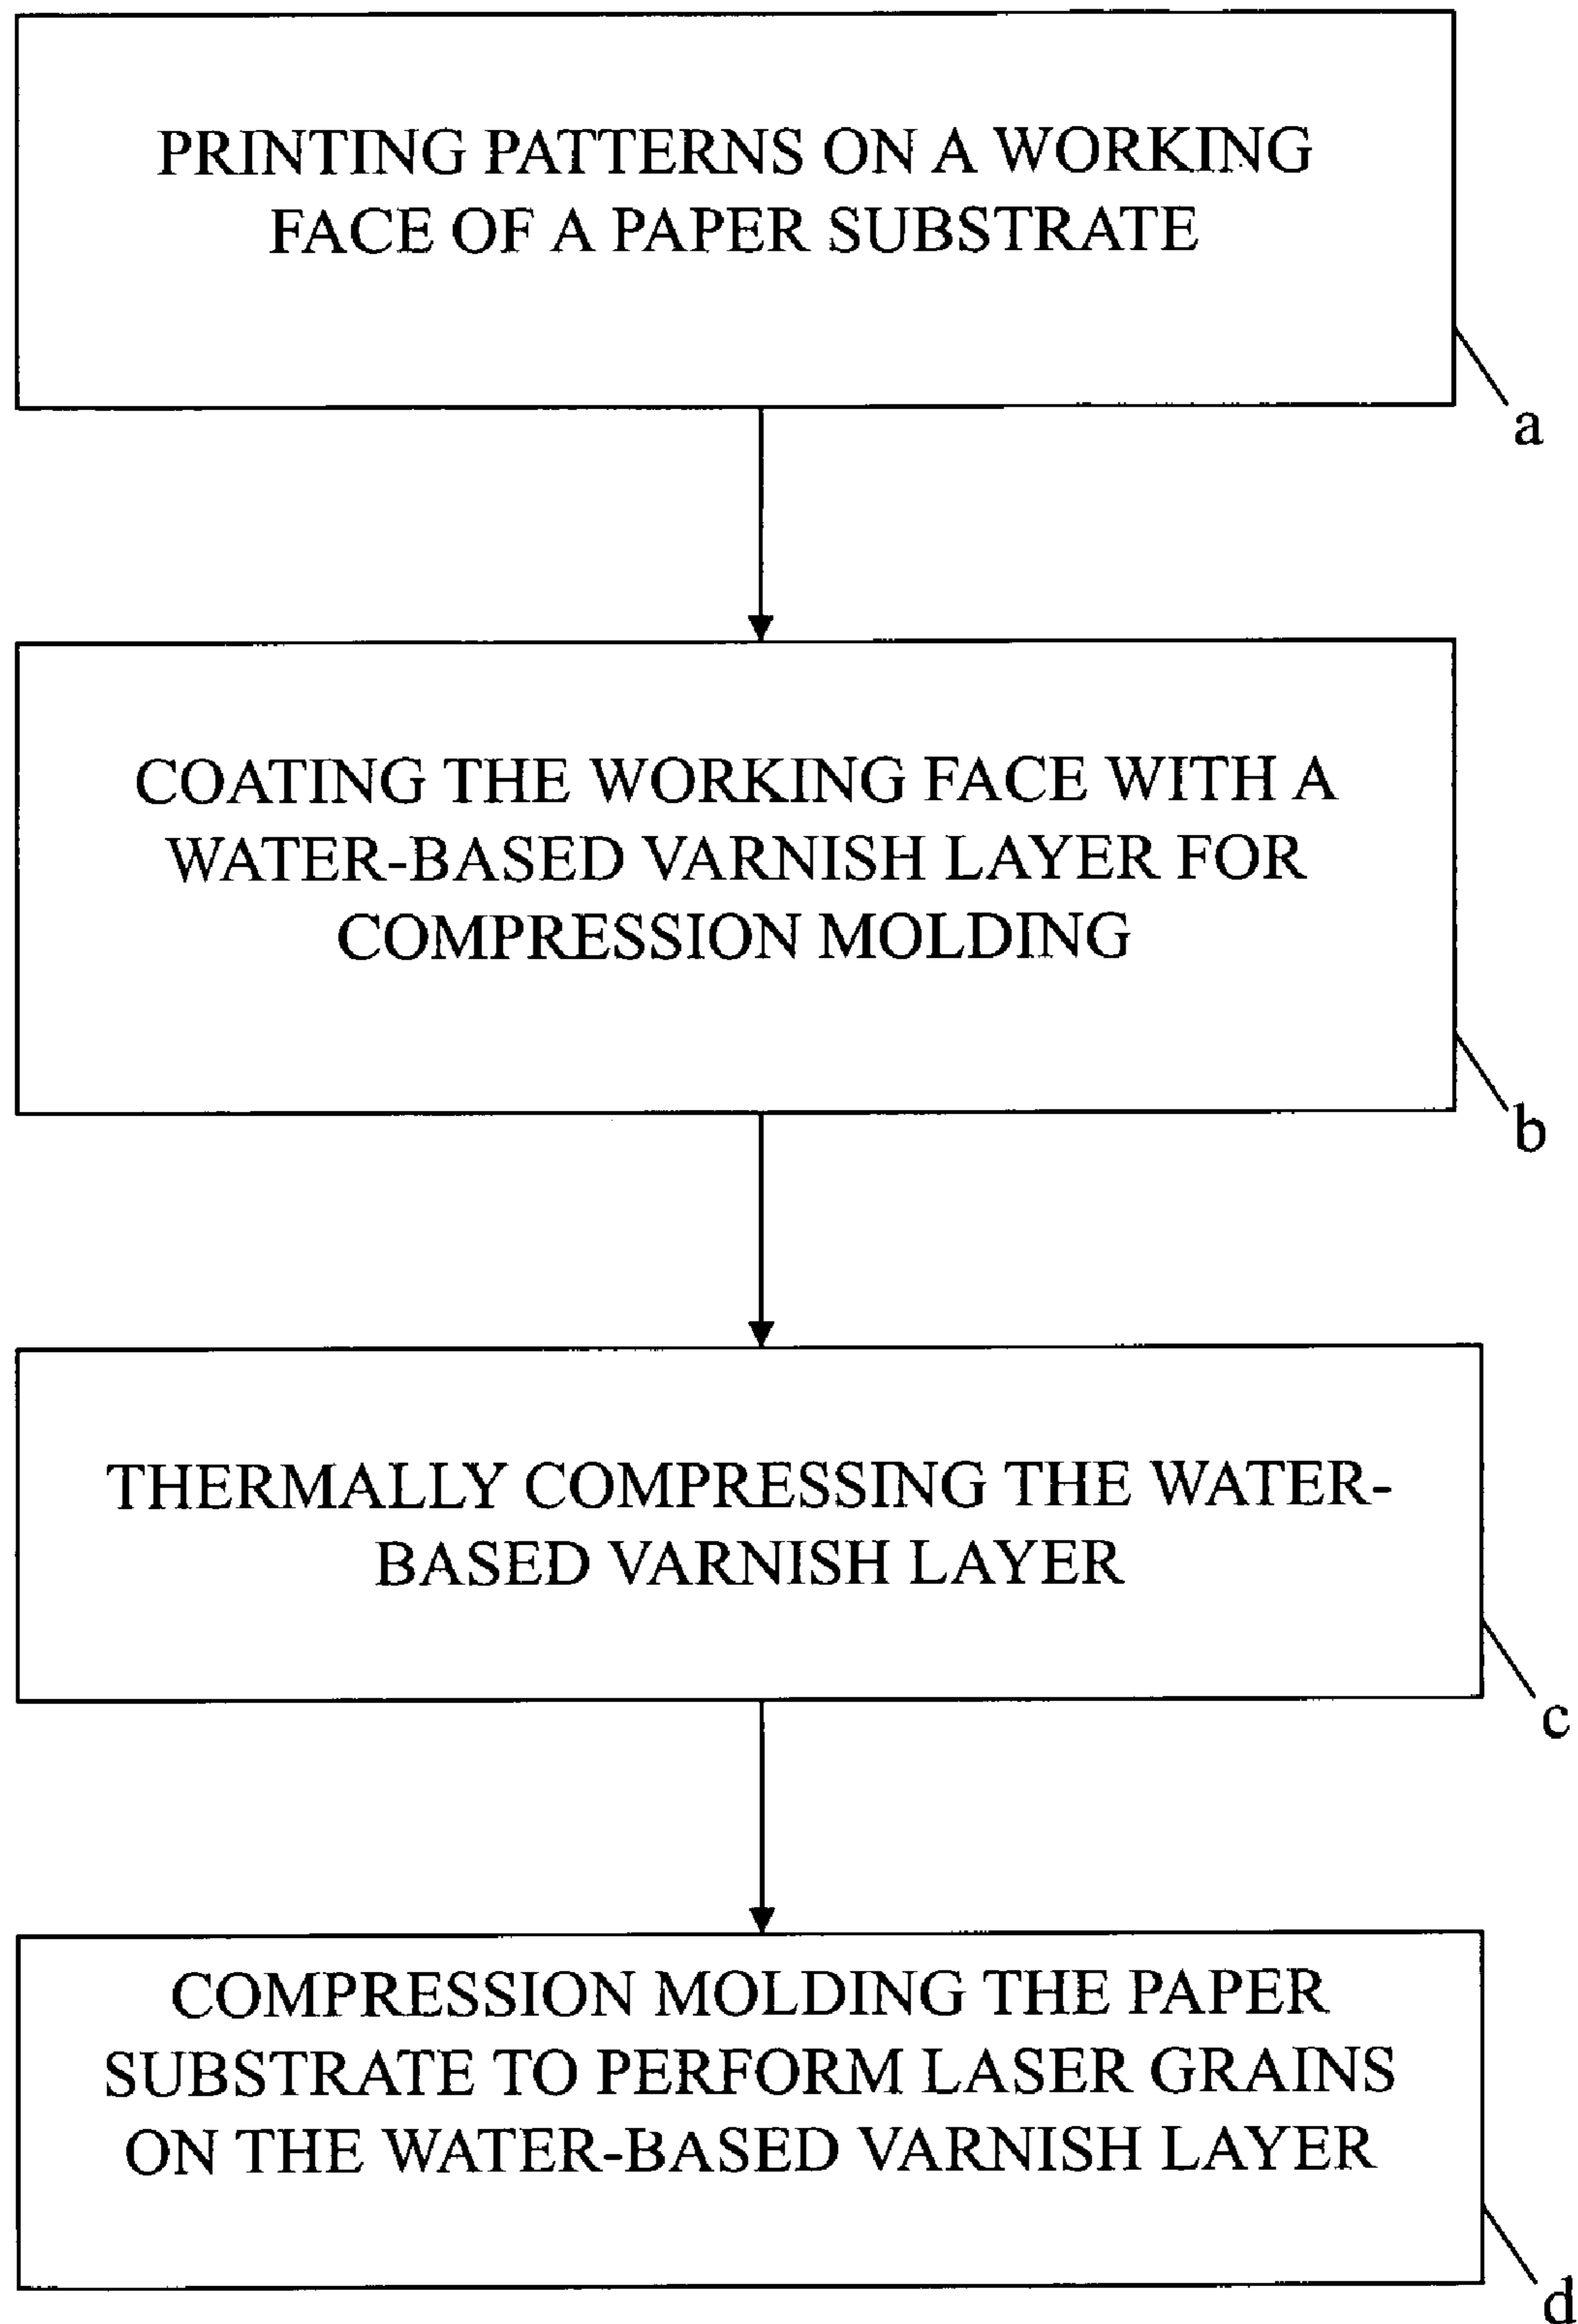 PRINTING PATTERNS ON A WORKING
FACE OF A PAPER SUBSTRATE
a
COATING THE WORKING FACE WITH A
WATER-BASED VARNISH LAYER FOR
COMPRESSION MOLDING
b
THERMALLY COMPRESSING THE WATER-
BASED VARNISH LAYER
c
COMPRESSION MOLDING THE PAPER
SUBSTRATE TO PERFORM LASER GRAINS
ON THE WATER-BASED VARNISH LAYER
d